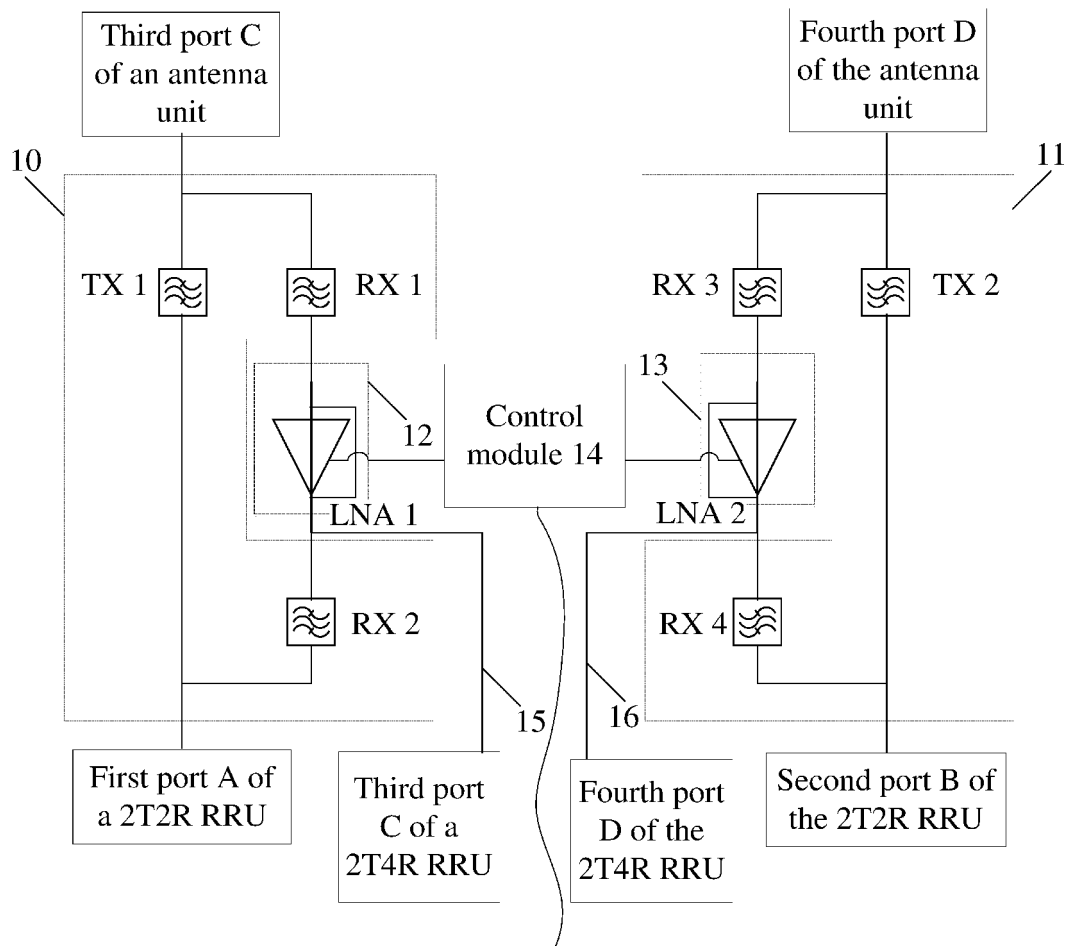 Third port C
of an antenna
unit
Fourth port D
of the antenna
unit
10
11
TX 1
RX 1
RX 3
TX 2
12
Control
module 14
13
LNA 1
LNA 2
RX 2
RX 4
15
16
First port A of
a 2T2R RRU
Third port
C of a
2T4R RRU
Fourth port
D of the
2T4R RRU
Second port B of
the 2T2R RRU